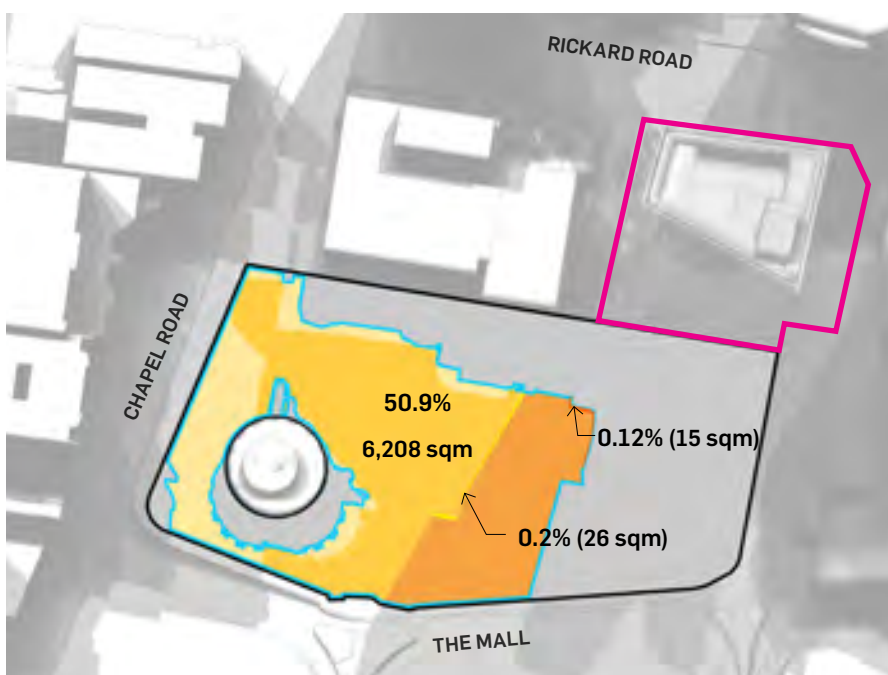 RICKARD ROAD
CHAPEL ROAD
50.9%
6,208 sqm
0.12% (15 sqm)
0.2% (26 sqm)
THE MALL